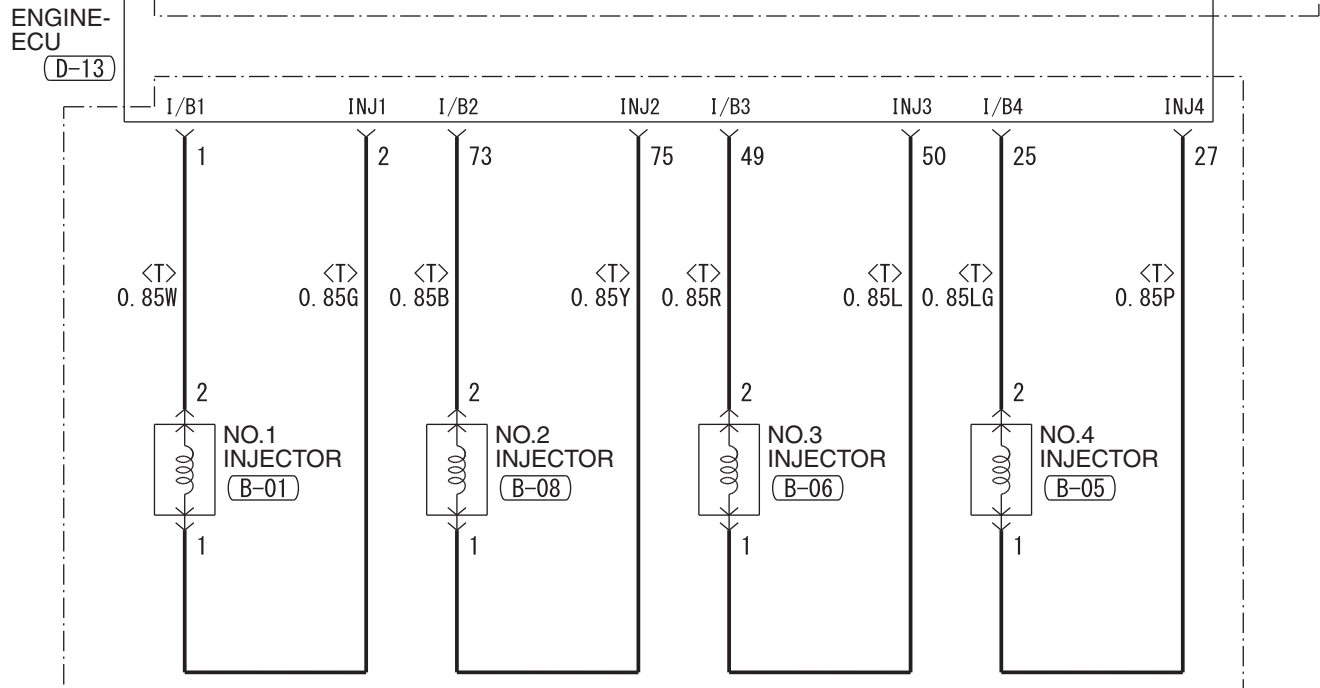 ENGINE-
ECU
D-13
I/B1 INJ1 I/B2 INJ2 I/B3 INJ3 I/B4 INJ4
1 2 73 75 49 50 25 27
<T> <T> <T> <T> <T> <T> <T> <T>
0.85W 0.85G 0.85B 0.85Y 0.85R 0.85L 0.85LG 0.85P
2 2 2 2
NO.1 NO.2 NO.3 NO.4
INJECTOR INJECTOR INJECTOR INJECTOR
B-01 B-08 B-06 B-05
1 1 1 1